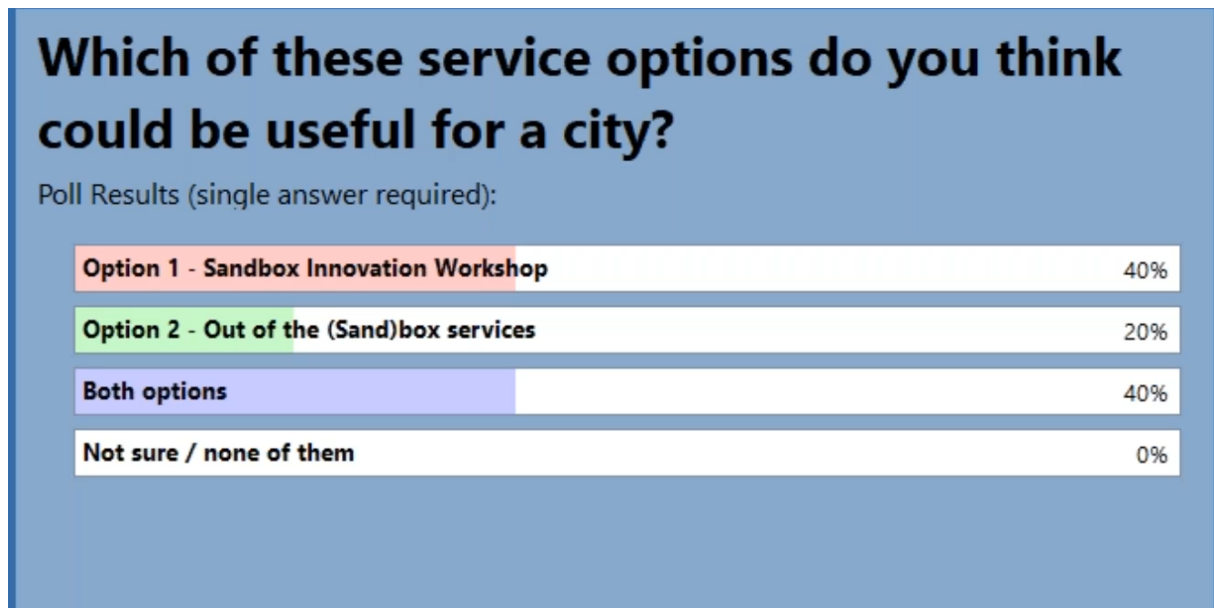 Which of these service options do you think
could be useful for a city?
Poll Results (single answer required):
Option 1 - Sandbox Innovation Workshop 40%
Option 2 - Out of the (Sand)box services 20%
Both options 40%
Not sure / none of them 0%